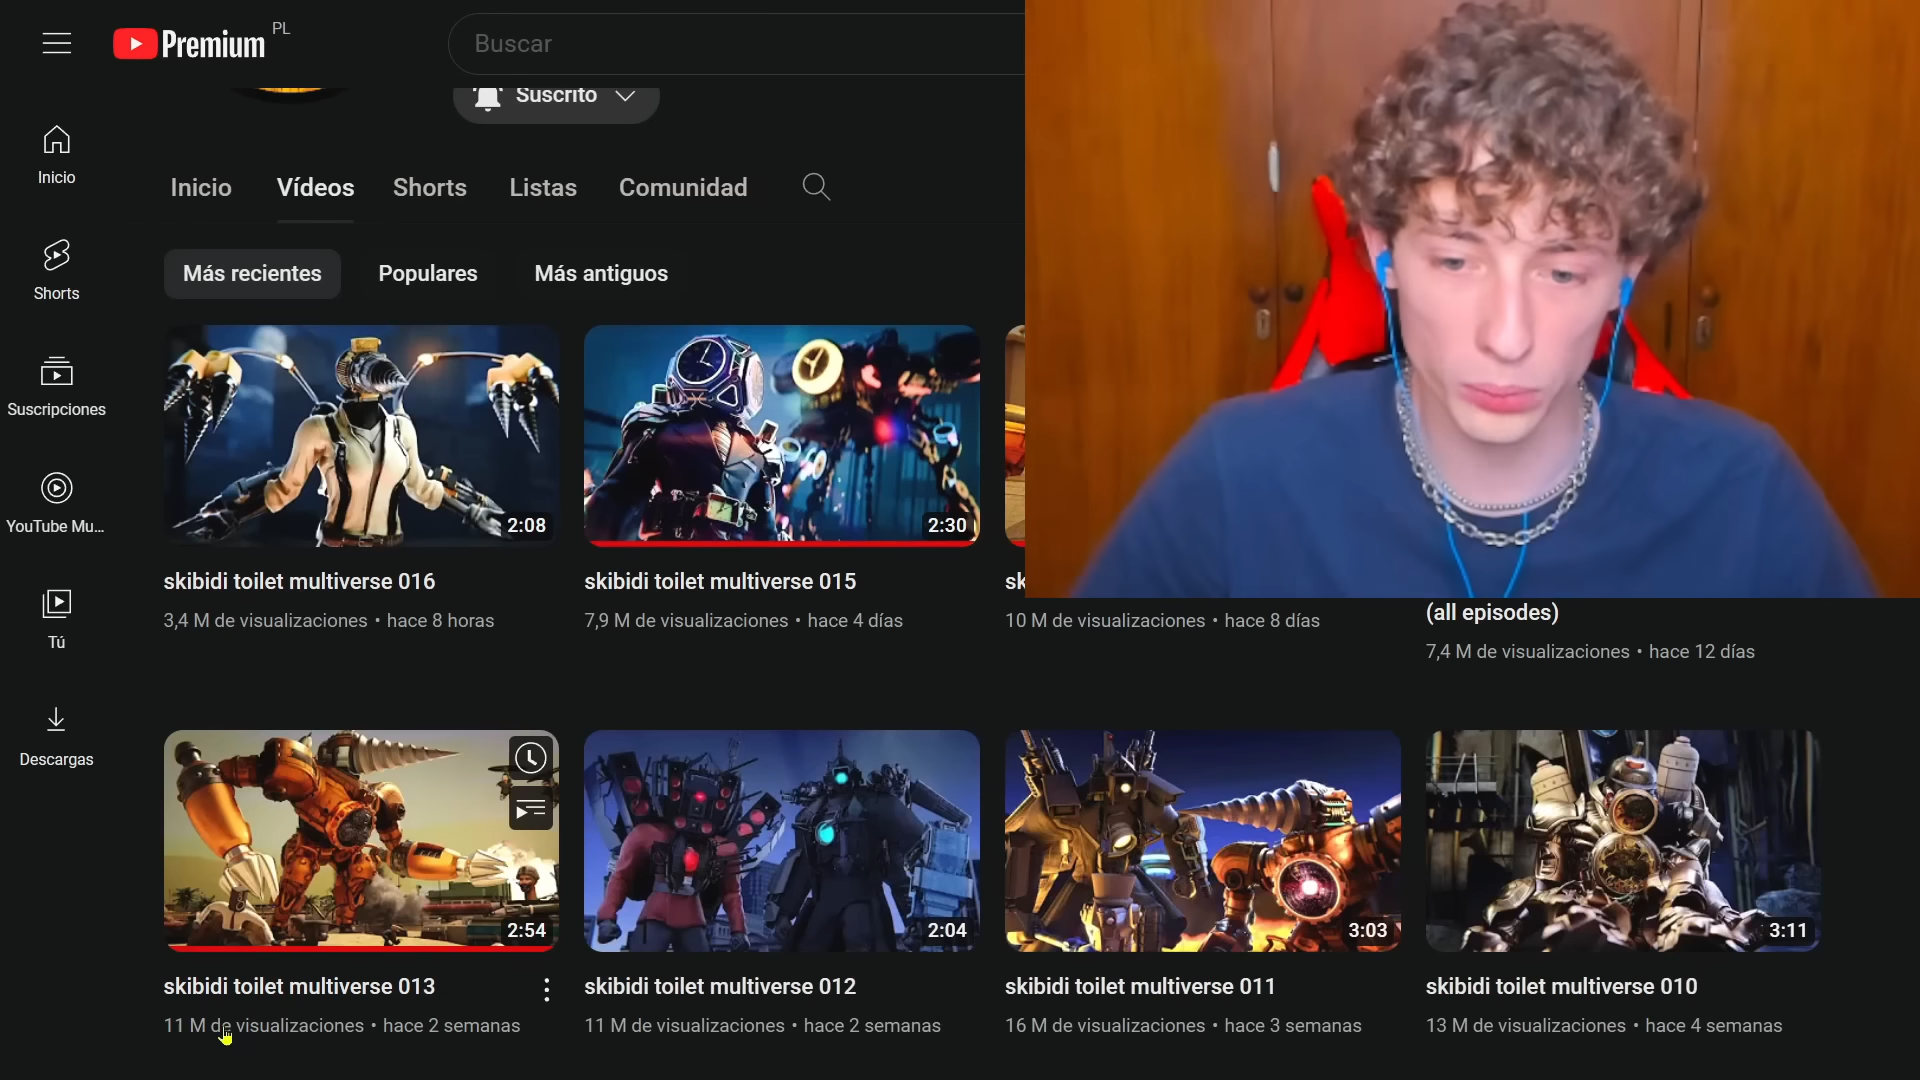 Premium PL
Buscar
Suscrito
Inicio
Shorts
Suscripciones
YouTube Mu...
Tú
Descargas
Inicio Vídeos Shorts Listas Comunidad
Más recientes Populares Más antiguos
2:08 2:30
skibidi toilet multiverse 016 skibidi toilet multiverse 015 sk
(all episodes)
3,4 M de visualizaciones • hace 8 horas 7,9 M de visualizaciones • hace 4 días 10 M de visualizaciones • hace 8 días
7,4 M de visualizaciones • hace 12 días
2:54 2:04 3:03 3:11
skibidi toilet multiverse 013 skibidi toilet multiverse 012 skibidi toilet multiverse 011 skibidi toilet multiverse 010
11 M de visualizaciones • hace 2 semanas 11 M de visualizaciones • hace 2 semanas 16 M de visualizaciones • hace 3 semanas 13 M de visualizaciones • hace 4 semanas